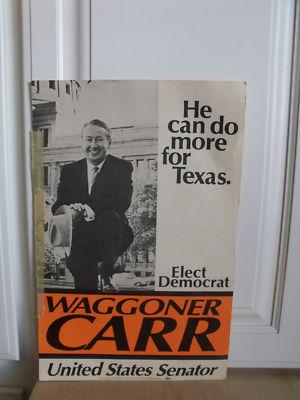 He
can do
more
for
Texas.
Elect
Democrat
WAGGONER
CARR
United States Senator